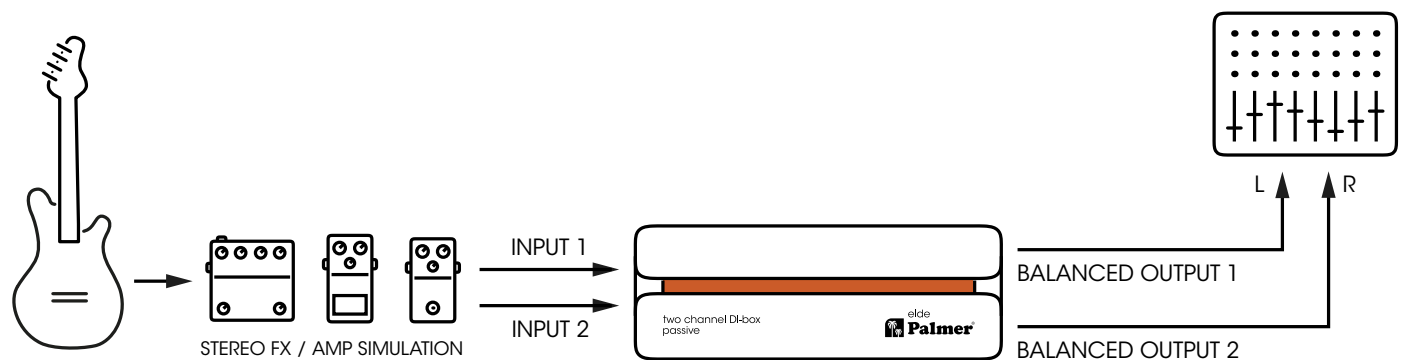 STEREO FX / AMP SIMULATION
INPUT 1
INPUT 2
two channel DI-box
passive
elde
Palmer®
BALANCED OUTPUT 1
BALANCED OUTPUT 2
L
R